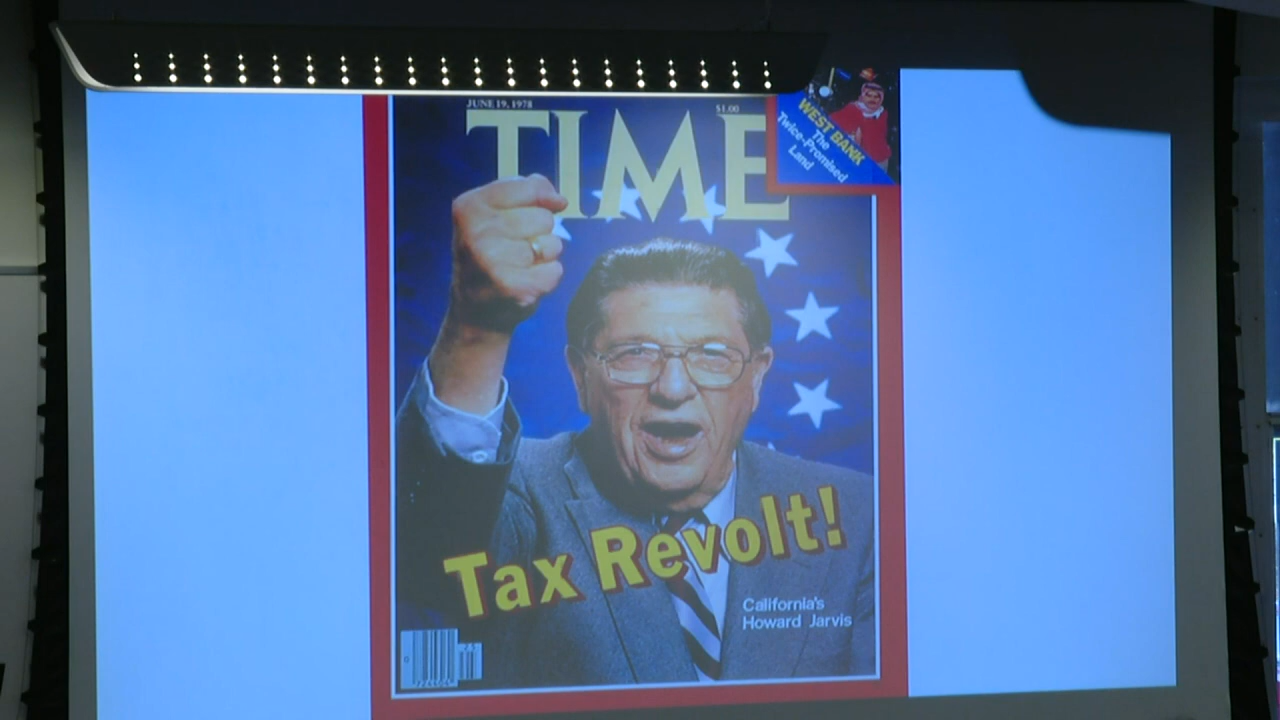 JUNE 19, 1978
$1.00
TIME
WEST BANK
The
Twice-Promised
Land
Tax Revolt!
California's
Howard Jarvis